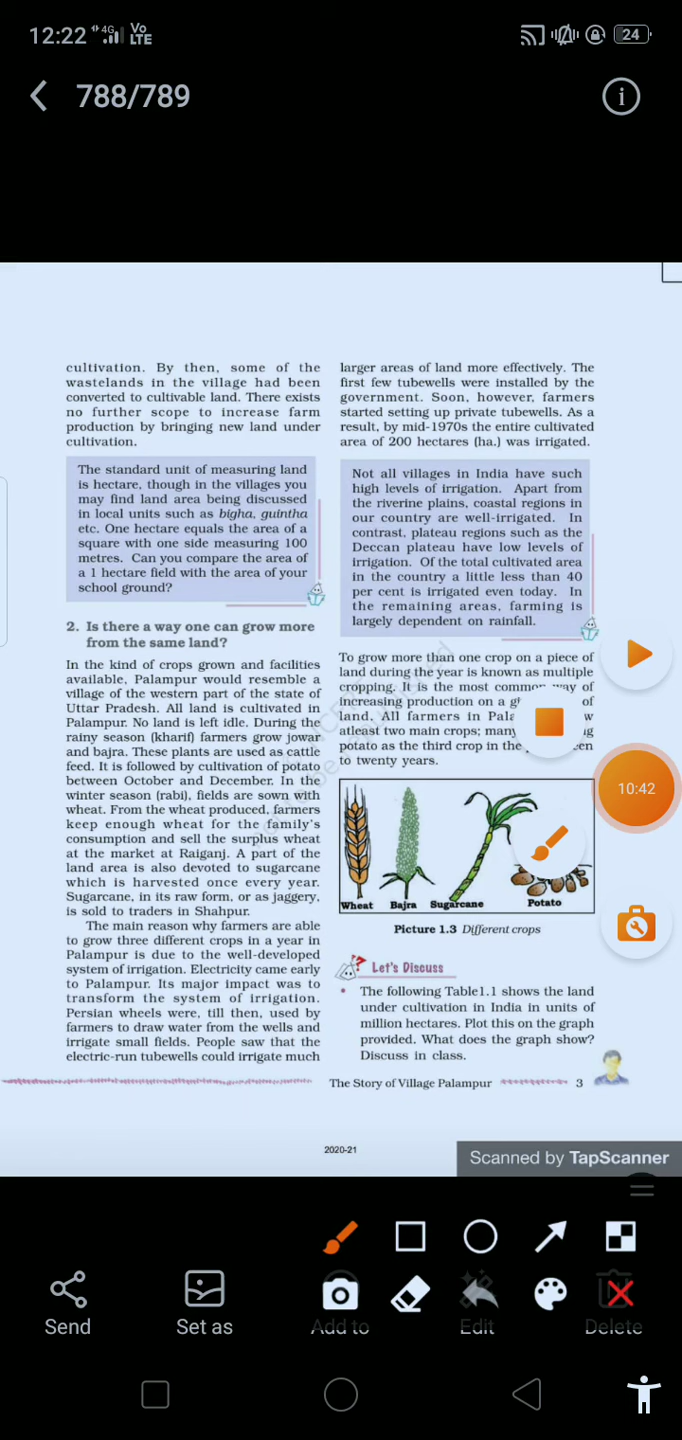 12:22
4G
Vo
LTE
24
788/789
cultivation. By then, some of the
wastelands in the village had been
converted to cultivable land. There exists
no further scope to increase farm
production by bringing new land under
cultivation.
The standard unit of measuring land
is hectare, though in the villages you
may find land area being discussed
in local units such as bigha, guintha
etc. One hectare equals the area of a
square with one side measuring 100
metres. Can you compare the area of
a 1 hectare field with the area of your
school ground?
2. Is there a way one can grow more
from the same land?
In the kind of crops grown and facilities
available, Palampur would resemble a
village of the western part of the state of
Uttar Pradesh. All land is cultivated in
Palampur. No land is left idle. During the
rainy season (kharif) farmers grow jowar
and bajra. These plants are used as cattle
feed. It is followed by cultivation of potato
between October and December. In the
winter season (rabi), fields are sown with
wheat. From the wheat produced, farmers
keep enough wheat for the family's
consumption and sell the surplus wheat
at the market at Raiganj. A part of the
land area is also devoted to sugarcane
which is harvested once every year.
Sugarcane, in its raw form, or as jaggery,
is sold to traders in Shahpur.
The main reason why farmers are able
to grow three different crops in a year in
Palampur is due to the well-developed
system of irrigation. Electricity came early
to Palampur. Its major impact was to
transform the system of irrigation.
Persian wheels were, till then, used by
farmers to draw water from the wells and
irrigate small fields. People saw that the
electric-run tubewells could irrigate much
larger areas of land more effectively. The
first few tubewells were installed by the
government. Soon, however, farmers
started setting up private tubewells. As a
result, by mid-1970s the entire cultivated
area of 200 hectares (ha.) was irrigated.
Not all villages in India have such
high levels of irrigation. Apart from
the riverine plains, coastal regions in
our country are well-irrigated. In
contrast, plateau regions such as the
Deccan plateau have low levels of
irrigation. Of the total cultivated area
in the country a little less than 40
per cent is irrigated even today. In
the remaining areas, farming is
largely dependent on rainfall.
To grow more than one crop on a piece of
land during the year is known as multiple
cropping. It is the most common way of
increasing production on a of
land. All farmers in
atleast two main crops; many
potato as the third crop in the
to twenty years.
10:42
Wheat Bajra Sugarcane Potato
Picture 1.3 Different crops
Let's Discuss
• The following Table1.1 shows the land
under cultivation in India in units of
million hectares. Plot this on the graph
provided. What does the graph show?
Discuss in class.
The Story of Village Palampur 3
2020-21
Scanned by TapScanner
Send
Set as
Add to
Edit
Delete